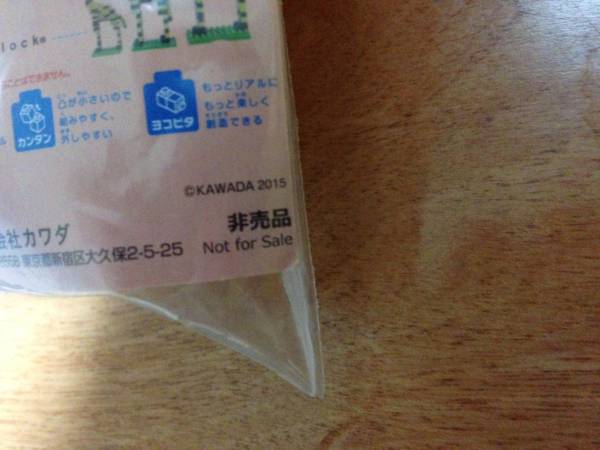 locke
ことはできません。
口が小さいので
組みやすく、
外しやすい
カンタン
もっとリアルに
もっと楽しく
創造できる
ヨコピタ
©KAWADA 2015
非売品
会社カワダ
東京都新宿区大久保2-5-25
Not for Sale